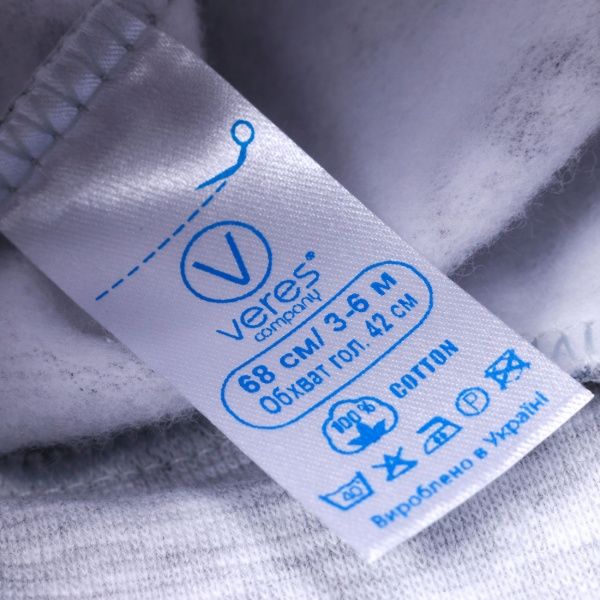 V
veres®
company
68 см/ 3-6 м
Обхват гол. 42 см
100 % COTTON
40 P
Вироблено в Україні